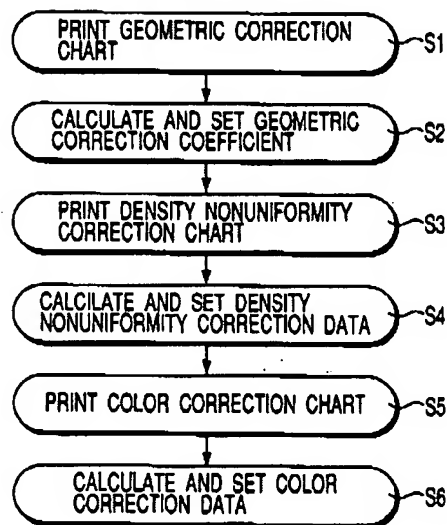 PRINT GEOMETRIC CORRECTION
CHART
S1
CALCULATE AND SET GEOMETRIC
CORRECTION COEFFICIENT
S2
PRINT DENSITY NONUNIFORMITY
CORRECTION CHART
S3
CALCILATE AND SET DENSITY
NONUNIFORMITY CORRECTION DATA
S4
PRINT COLOR CORRECTION CHART
S5
CALCULATE AND SET COLOR
CORRECTION DATA
S6